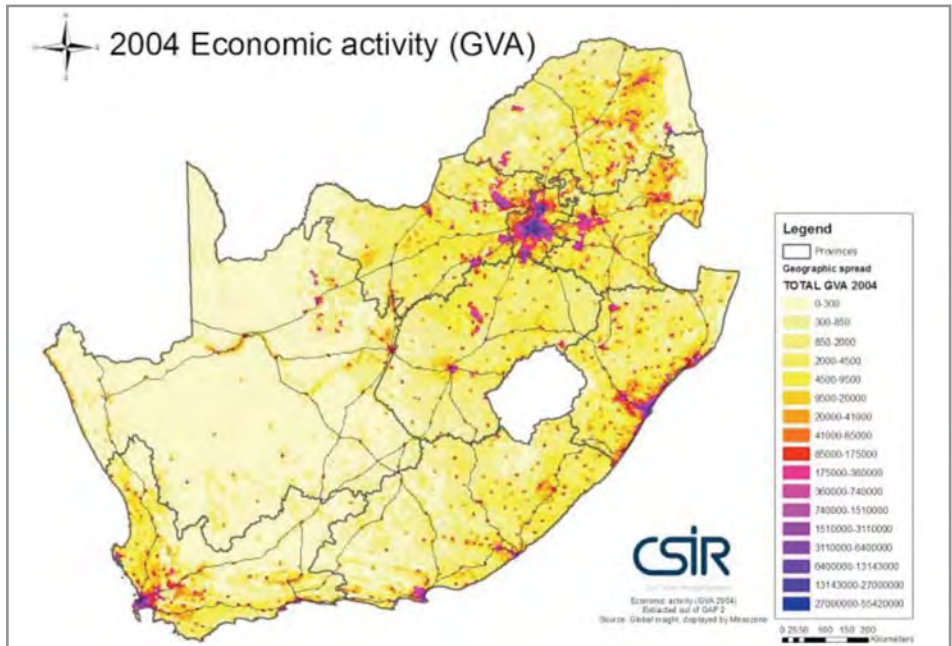 2004 Economic activity (GVA)
Legend
Provinces
Geographic spread
TOTAL GVA 2004
0-300
300-850
850-2000
2000-4500
4500-9500
9500-20000
20000-41000
41000-85000
85000-175000
175000-360000
360000-740000
740000-1510000
1510000-3110000
3110000-6400000
6400000-13143000
13143000-27000000
27000000-55420000
CSIR
Economic activity (GVA 2004)
Extracted out of GAP 2
Source: Global insight, displayed by Mesozone
0 25 50 100 150 200
Kilometers